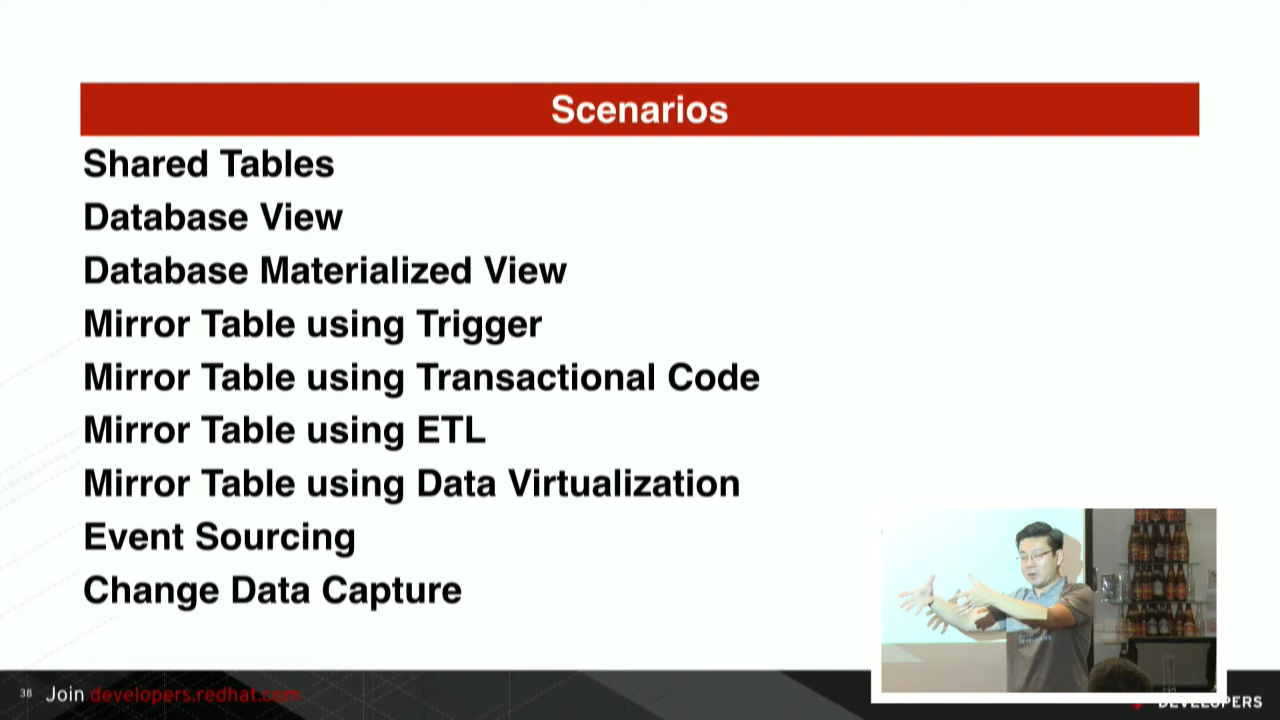 Scenarios
Shared Tables
Database View
Database Materialized View
Mirror Table using Trigger
Mirror Table using Transactional Code
Mirror Table using ETL
Mirror Table using Data Virtualization
Event Sourcing
Change Data Capture
38 Join developers.redhat.com
DEVELOPERS